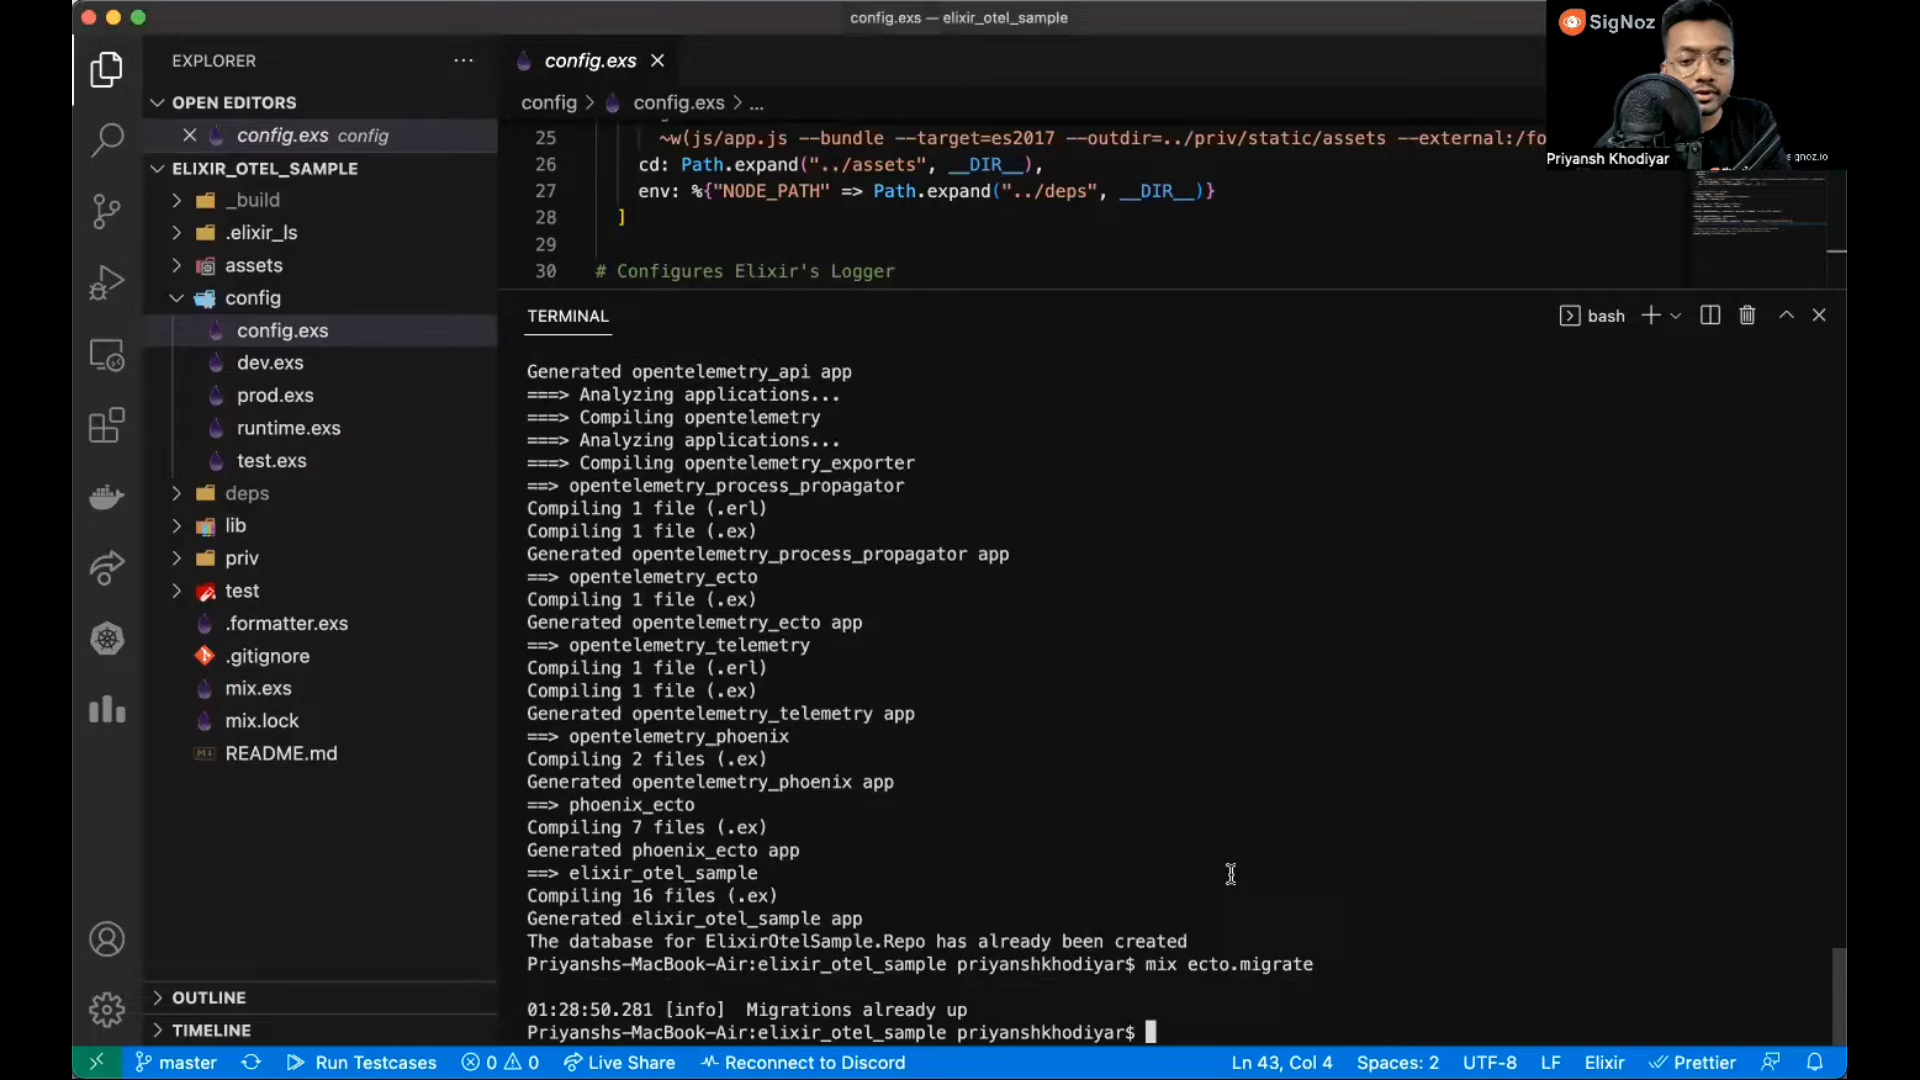 config.exs — elixir_otel_sample
SigNoz
Priyansh Khodiyar
EXPLORER
OPEN EDITORS
config.exs config
ELIXIR_OTEL_SAMPLE
_build
.elixir_ls
assets
config
config.exs
dev.exs
prod.exs
runtime.exs
test.exs
deps
lib
priv
test
.formatter.exs
.gitignore
mix.exs
mix.lock
README.md
OUTLINE
TIMELINE
config.exs
config > config.exs > ...
25 ~w(js/app.js --bundle --target=es2017 --outdir=../priv/static/assets --external:/fo
26 cd: Path.expand("../assets", __DIR__),
27 env: %{"NODE_PATH" => Path.expand("../deps", __DIR__)}
28 ]
29
30 # Configures Elixir's Logger
TERMINAL
bash
Generated opentelemetry_api app
===> Analyzing applications...
===> Compiling opentelemetry
===> Analyzing applications...
===> Compiling opentelemetry_exporter
==> opentelemetry_process_propagator
Compiling 1 file (.erl)
Compiling 1 file (.ex)
Generated opentelemetry_process_propagator app
==> opentelemetry_ecto
Compiling 1 file (.ex)
Generated opentelemetry_ecto app
==> opentelemetry_telemetry
Compiling 1 file (.erl)
Compiling 1 file (.ex)
Generated opentelemetry_telemetry app
==> opentelemetry_phoenix
Compiling 2 files (.ex)
Generated opentelemetry_phoenix app
==> phoenix_ecto
Compiling 7 files (.ex)
Generated phoenix_ecto app
==> elixir_otel_sample
Compiling 16 files (.ex)
Generated elixir_otel_sample app
The database for ElixirOtelSample.Repo has already been created
Priyanshs-MacBook-Air:elixir_otel_sample priyanshkhodiyar$ mix ecto.migrate
01:28:50.281 [info] Migrations already up
Priyanshs-MacBook-Air:elixir_otel_sample priyanshkhodiyar$
master Run Testcases 0 0 Live Share Reconnect to Discord Ln 43, Col 4 Spaces: 2 UTF-8 LF Elixir Prettier